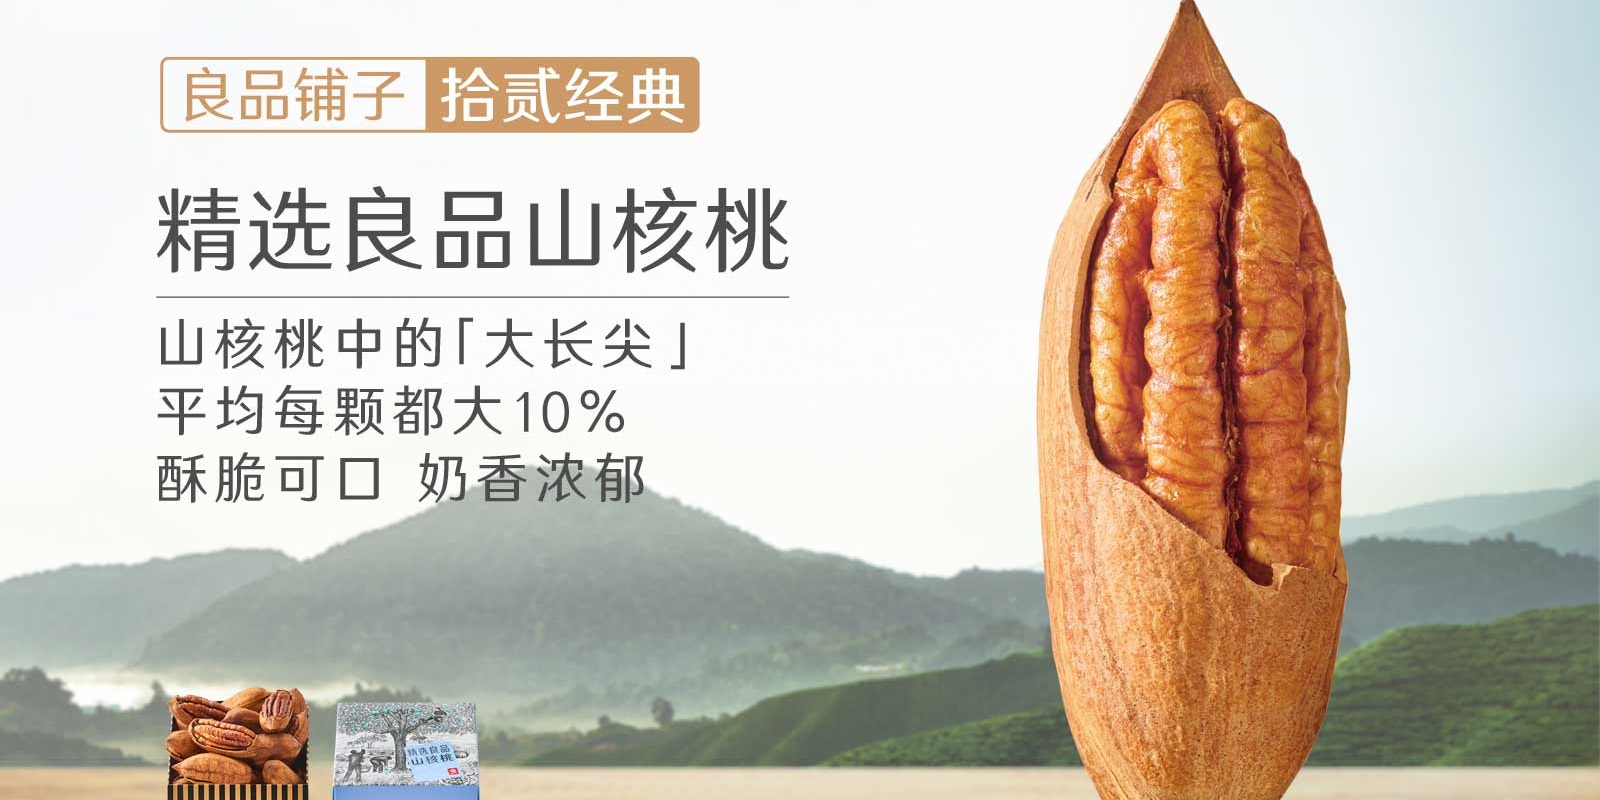 良品铺子 拾贰经典
精选良品山核桃
山核桃中的「大长尖」
平均每颗都大10%
酥脆可口 奶香浓郁
精选良品
山核桃